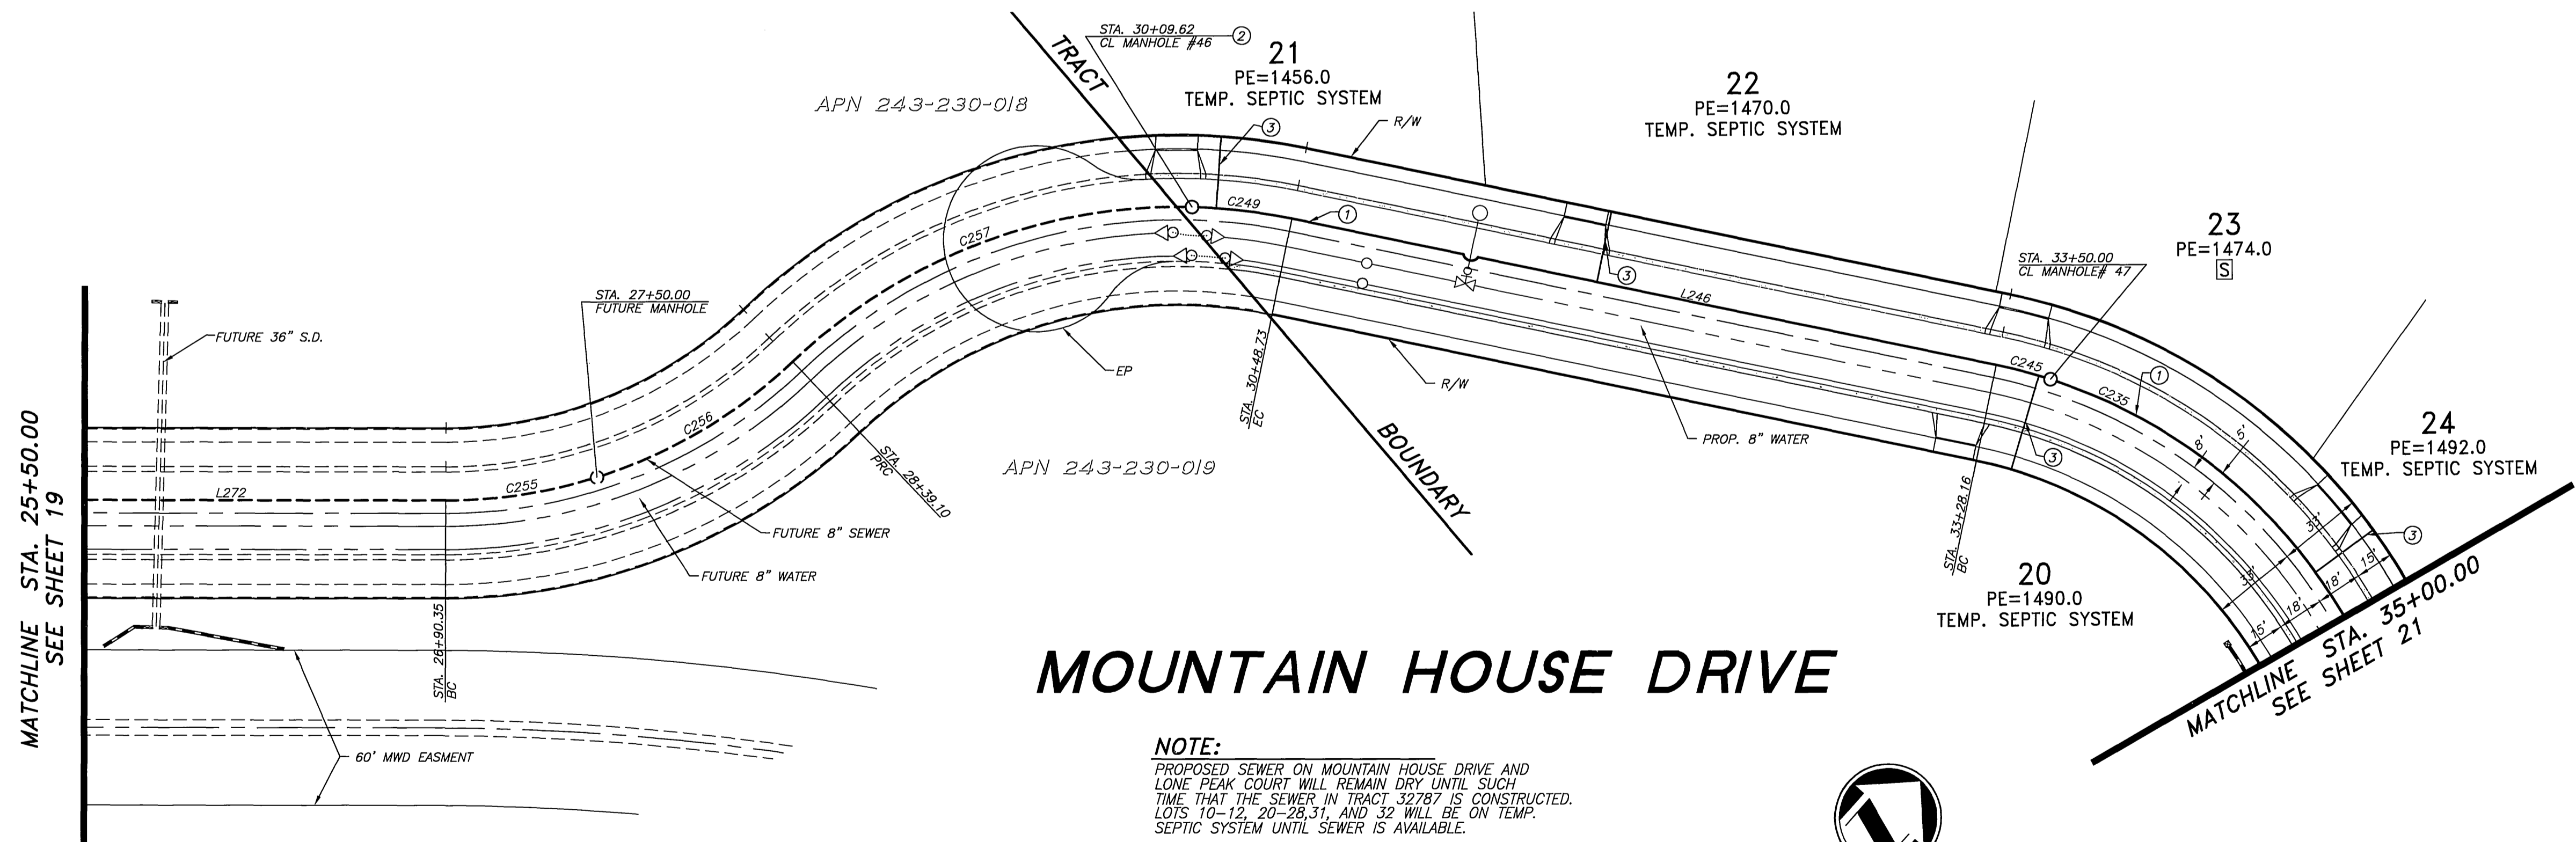 MATCHLINE STA. 25+50.00
SEE SHEET 19
FUTURE 36" S.D.
L272
STA. 26+90.35
BC
60' MWD EASMENT
C255
STA. 27+50.00
FUTURE MANHOLE
C256
FUTURE 8" SEWER
FUTURE 8" WATER
STA. 28+39.10
PRC
C257
APN 243-230-018
APN 243-230-019
EP
TRACT
BOUNDARY
STA. 30+09.62
CL MANHOLE #46
2
21
PE=1456.0
TEMP. SEPTIC SYSTEM
3
R/W
C249
1
STA. 30+48.73
EC
R/W
22
PE=1470.0
TEMP. SEPTIC SYSTEM
3
L246
PROP. 8" WATER
23
PE=1474.0
S
STA. 33+50.00
CL MANHOLE# 47
C245
C235
1
3
STA. 33+28.16
BC
8'
5'
24
PE=1492.0
TEMP. SEPTIC SYSTEM
3
20
PE=1490.0
TEMP. SEPTIC SYSTEM
15'
18'
18'
15'
MATCHLINE STA. 35+00.00
SEE SHEET 21
MOUNTAIN HOUSE DRIVE
NOTE:
PROPOSED SEWER ON MOUNTAIN HOUSE DRIVE AND
LONE PEAK COURT WILL REMAIN DRY UNTIL SUCH
TIME THAT THE SEWER IN TRACT 32787 IS CONSTRUCTED.
LOTS 10-12, 20-28,31, AND 32 WILL BE ON TEMP.
SEPTIC SYSTEM UNTIL SEWER IS AVAILABLE.